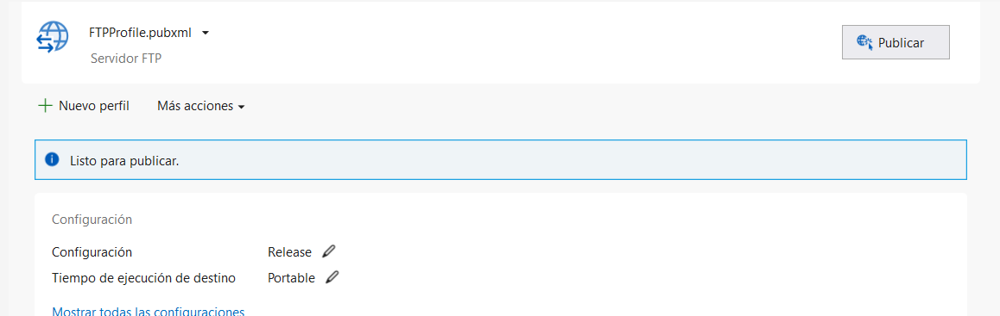 FTPProfile.pubxml
Servidor FTP
Publicar
Nuevo perfil Más acciones
Listo para publicar.
Configuración
Configuración Release
Tiempo de ejecución de destino Portable
Mostrar todas las configuraciones